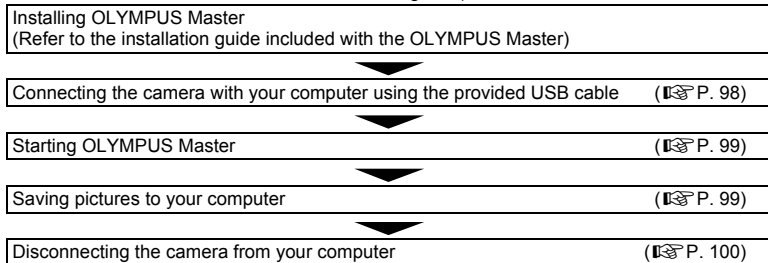 Installing OLYMPUS Master
(Refer to the installation guide included with the OLYMPUS Master)
Connecting the camera with your computer using the provided USB cable (☞P. 98)
Starting OLYMPUS Master (☞P. 99)
Saving pictures to your computer (☞P. 99)
Disconnecting the camera from your computer (☞P. 100)